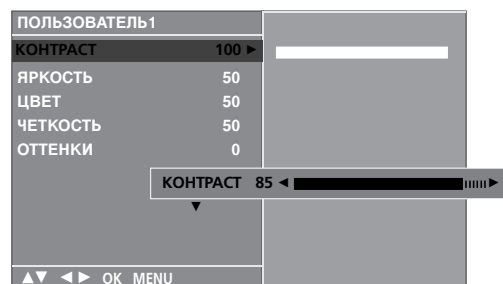 ПОЛЬЗОВАТЕЛЬ1
КОНТРАСТ 100 ►
ЯРКОСТЬ 50
ЦВЕТ 50
ЧЕТКОСТЬ 50
ОТТЕНКИ 0
КОНТРАСТ 85 ◄ ►
▼
▲▼ ◄► OK MENU